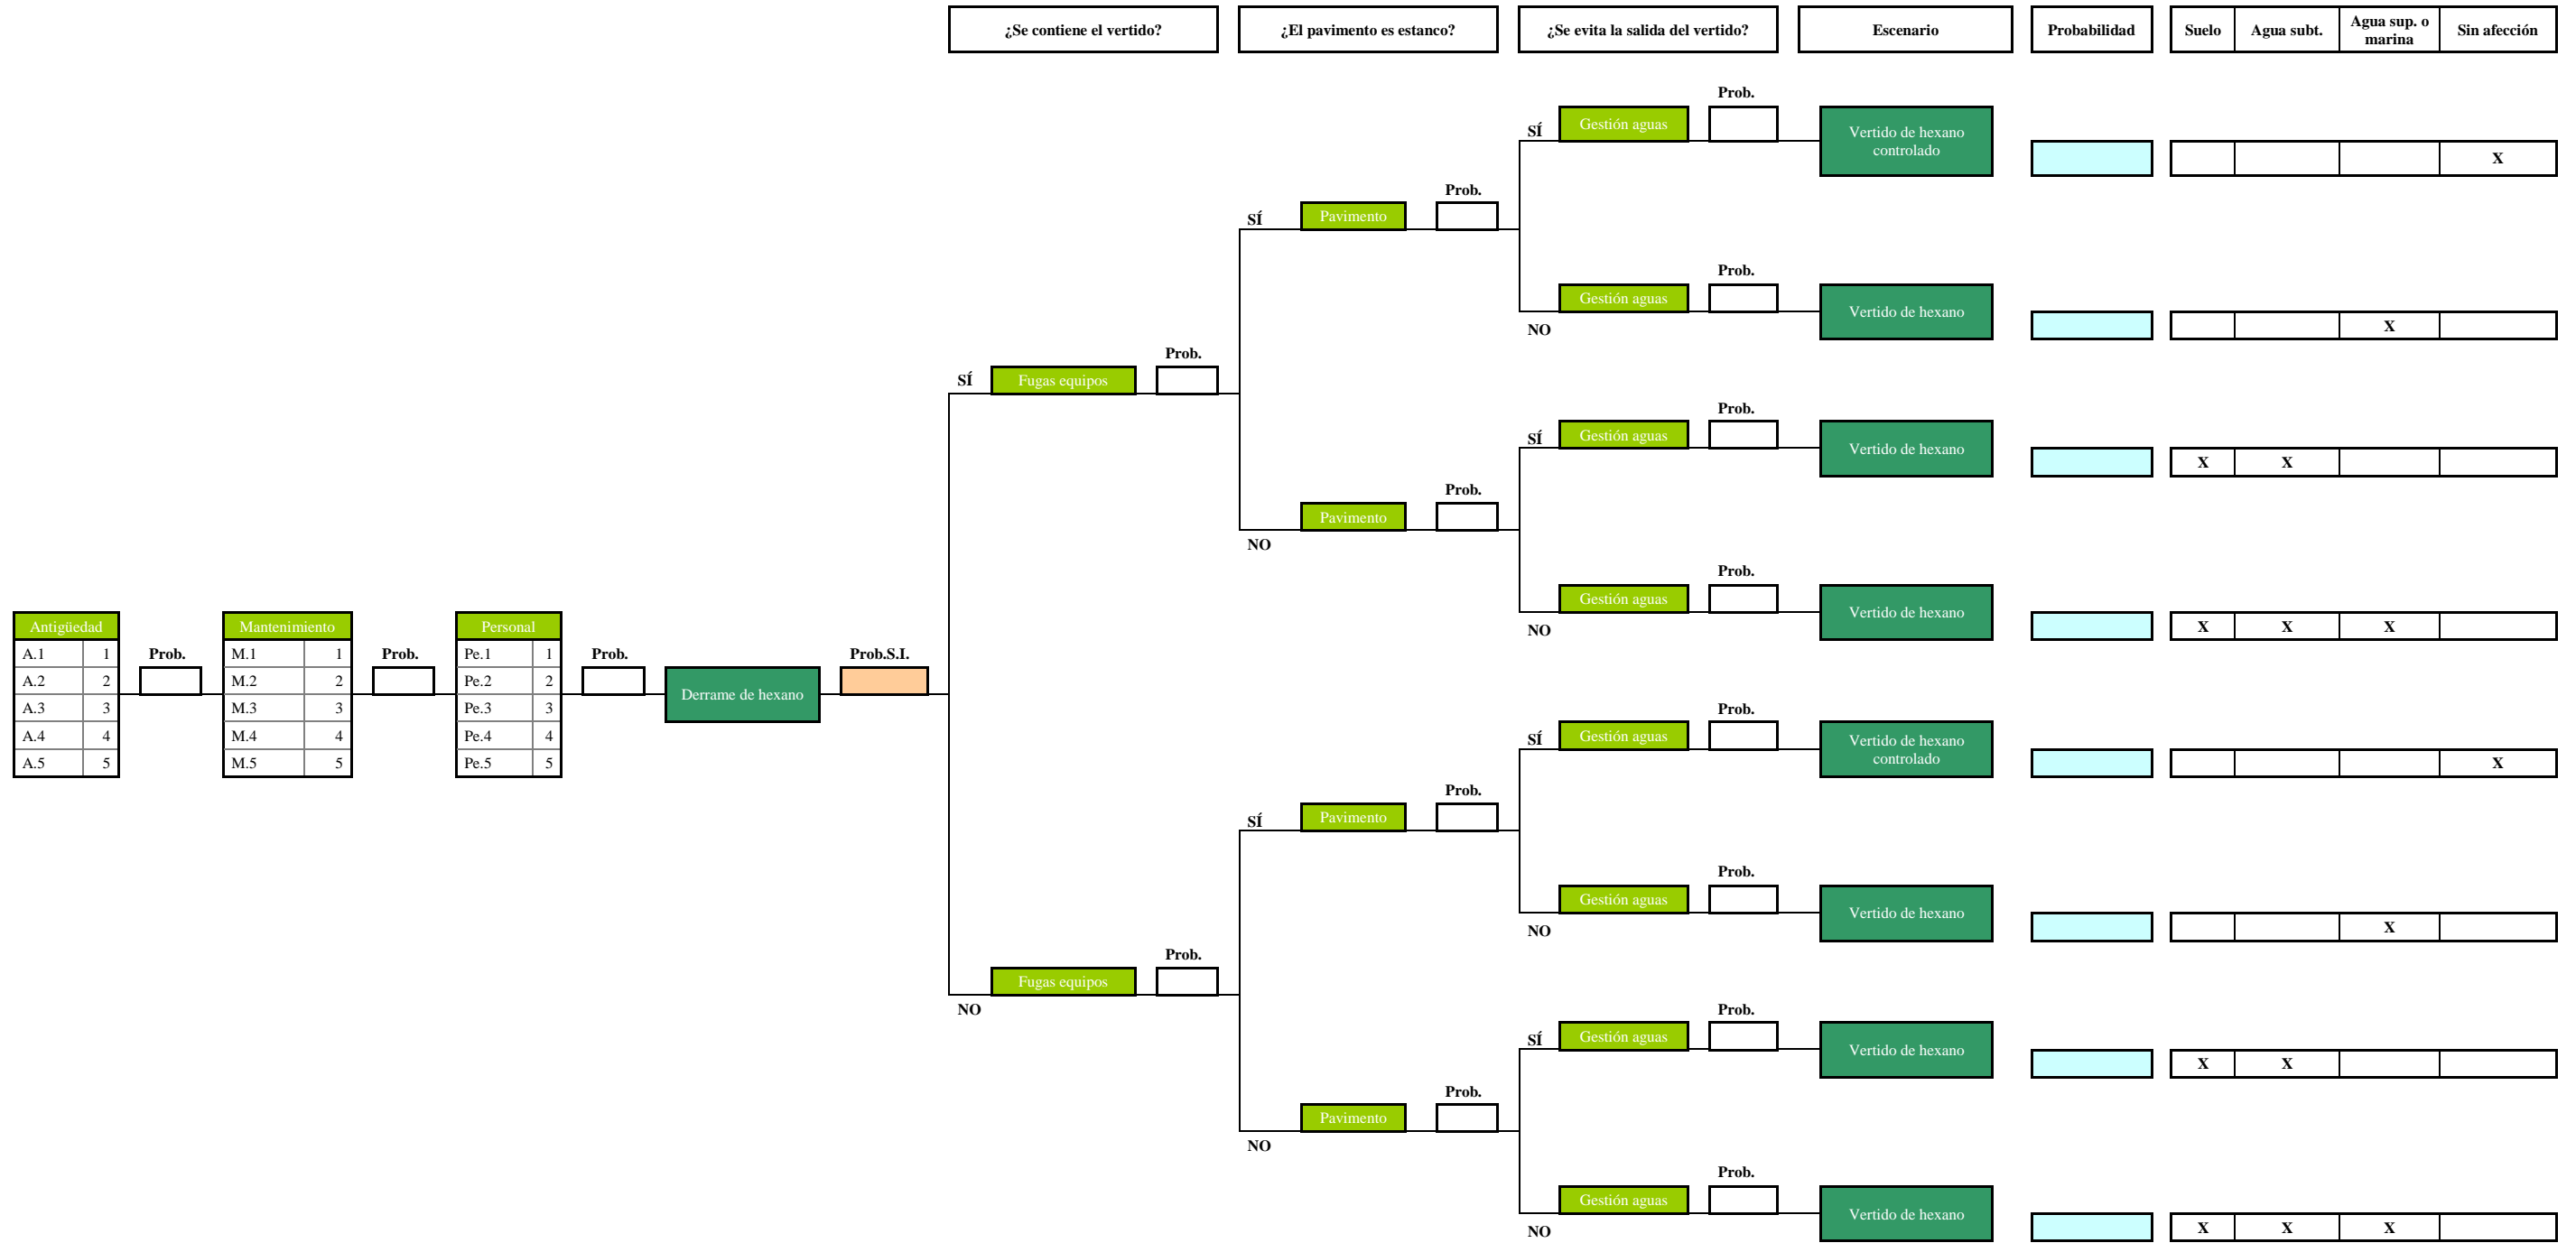 ¿Se contiene el vertido?
¿El pavimento es estanco?
¿Se evita la salida del vertido?
Escenario
Probabilidad
Suelo
Agua subt.
Agua sup. o
marina
Sin afección
Prob.
SÍ
Gestión aguas
Vertido de hexano
controlado
X
Prob.
SÍ
Pavimento
Prob.
Gestión aguas
Vertido de hexano
NO
X
Prob.
SÍ
Fugas equipos
Prob.
SÍ
Gestión aguas
Vertido de hexano
X
X
Prob.
Pavimento
NO
Prob.
Gestión aguas
Vertido de hexano
NO
X
X
X
Antigüedad
A.1 1
A.2 2
A.3 3
A.4 4
A.5 5
Prob.
Mantenimiento
M.1 1
M.2 2
M.3 3
M.4 4
M.5 5
Prob.
Personal
Pe.1 1
Pe.2 2
Pe.3 3
Pe.4 4
Pe.5 5
Prob.
Derrame de hexano
Prob.S.I.
Prob.
SÍ
Gestión aguas
Vertido de hexano
controlado
X
Prob.
SÍ
Pavimento
Prob.
Gestión aguas
Vertido de hexano
NO
X
Prob.
Fugas equipos
NO
Prob.
SÍ
Gestión aguas
Vertido de hexano
X
X
Prob.
Pavimento
NO
Prob.
Gestión aguas
Vertido de hexano
NO
X
X
X